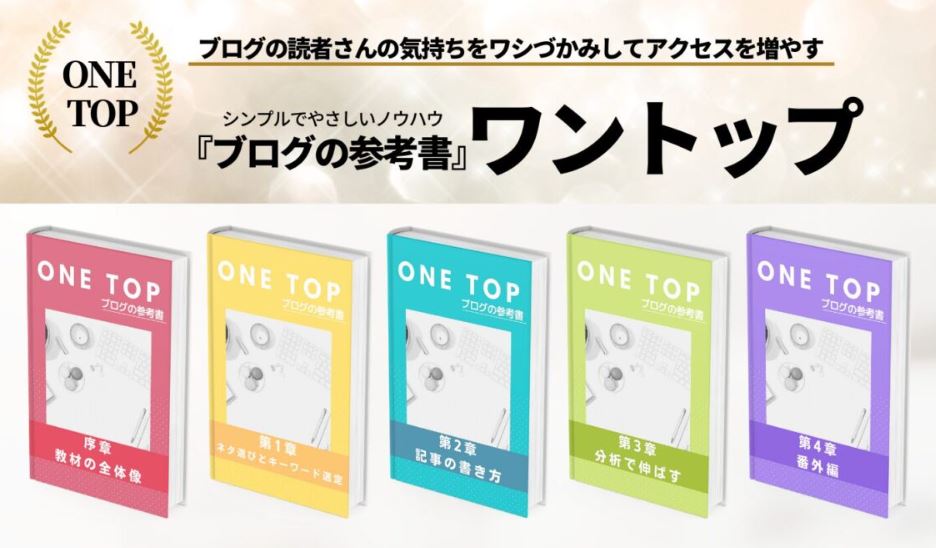 ONE
TOP
ブログの読者さんの気持ちをワシづかみしてアクセスを増やす
シンプルでやさしいノウハウ
『ブログの参考書』ワントップ
ONE TOP
ブログの参考書
序章
教材の全体像
ONE TOP
ブログの参考書
第1章
ネタ選びとキーワード選定
ONE TOP
ブログの参考書
第2章
記事の書き方
ONE TOP
ブログの参考書
第3章
分析で伸ばす
ONE TOP
ブログの参考書
第4章
番外編